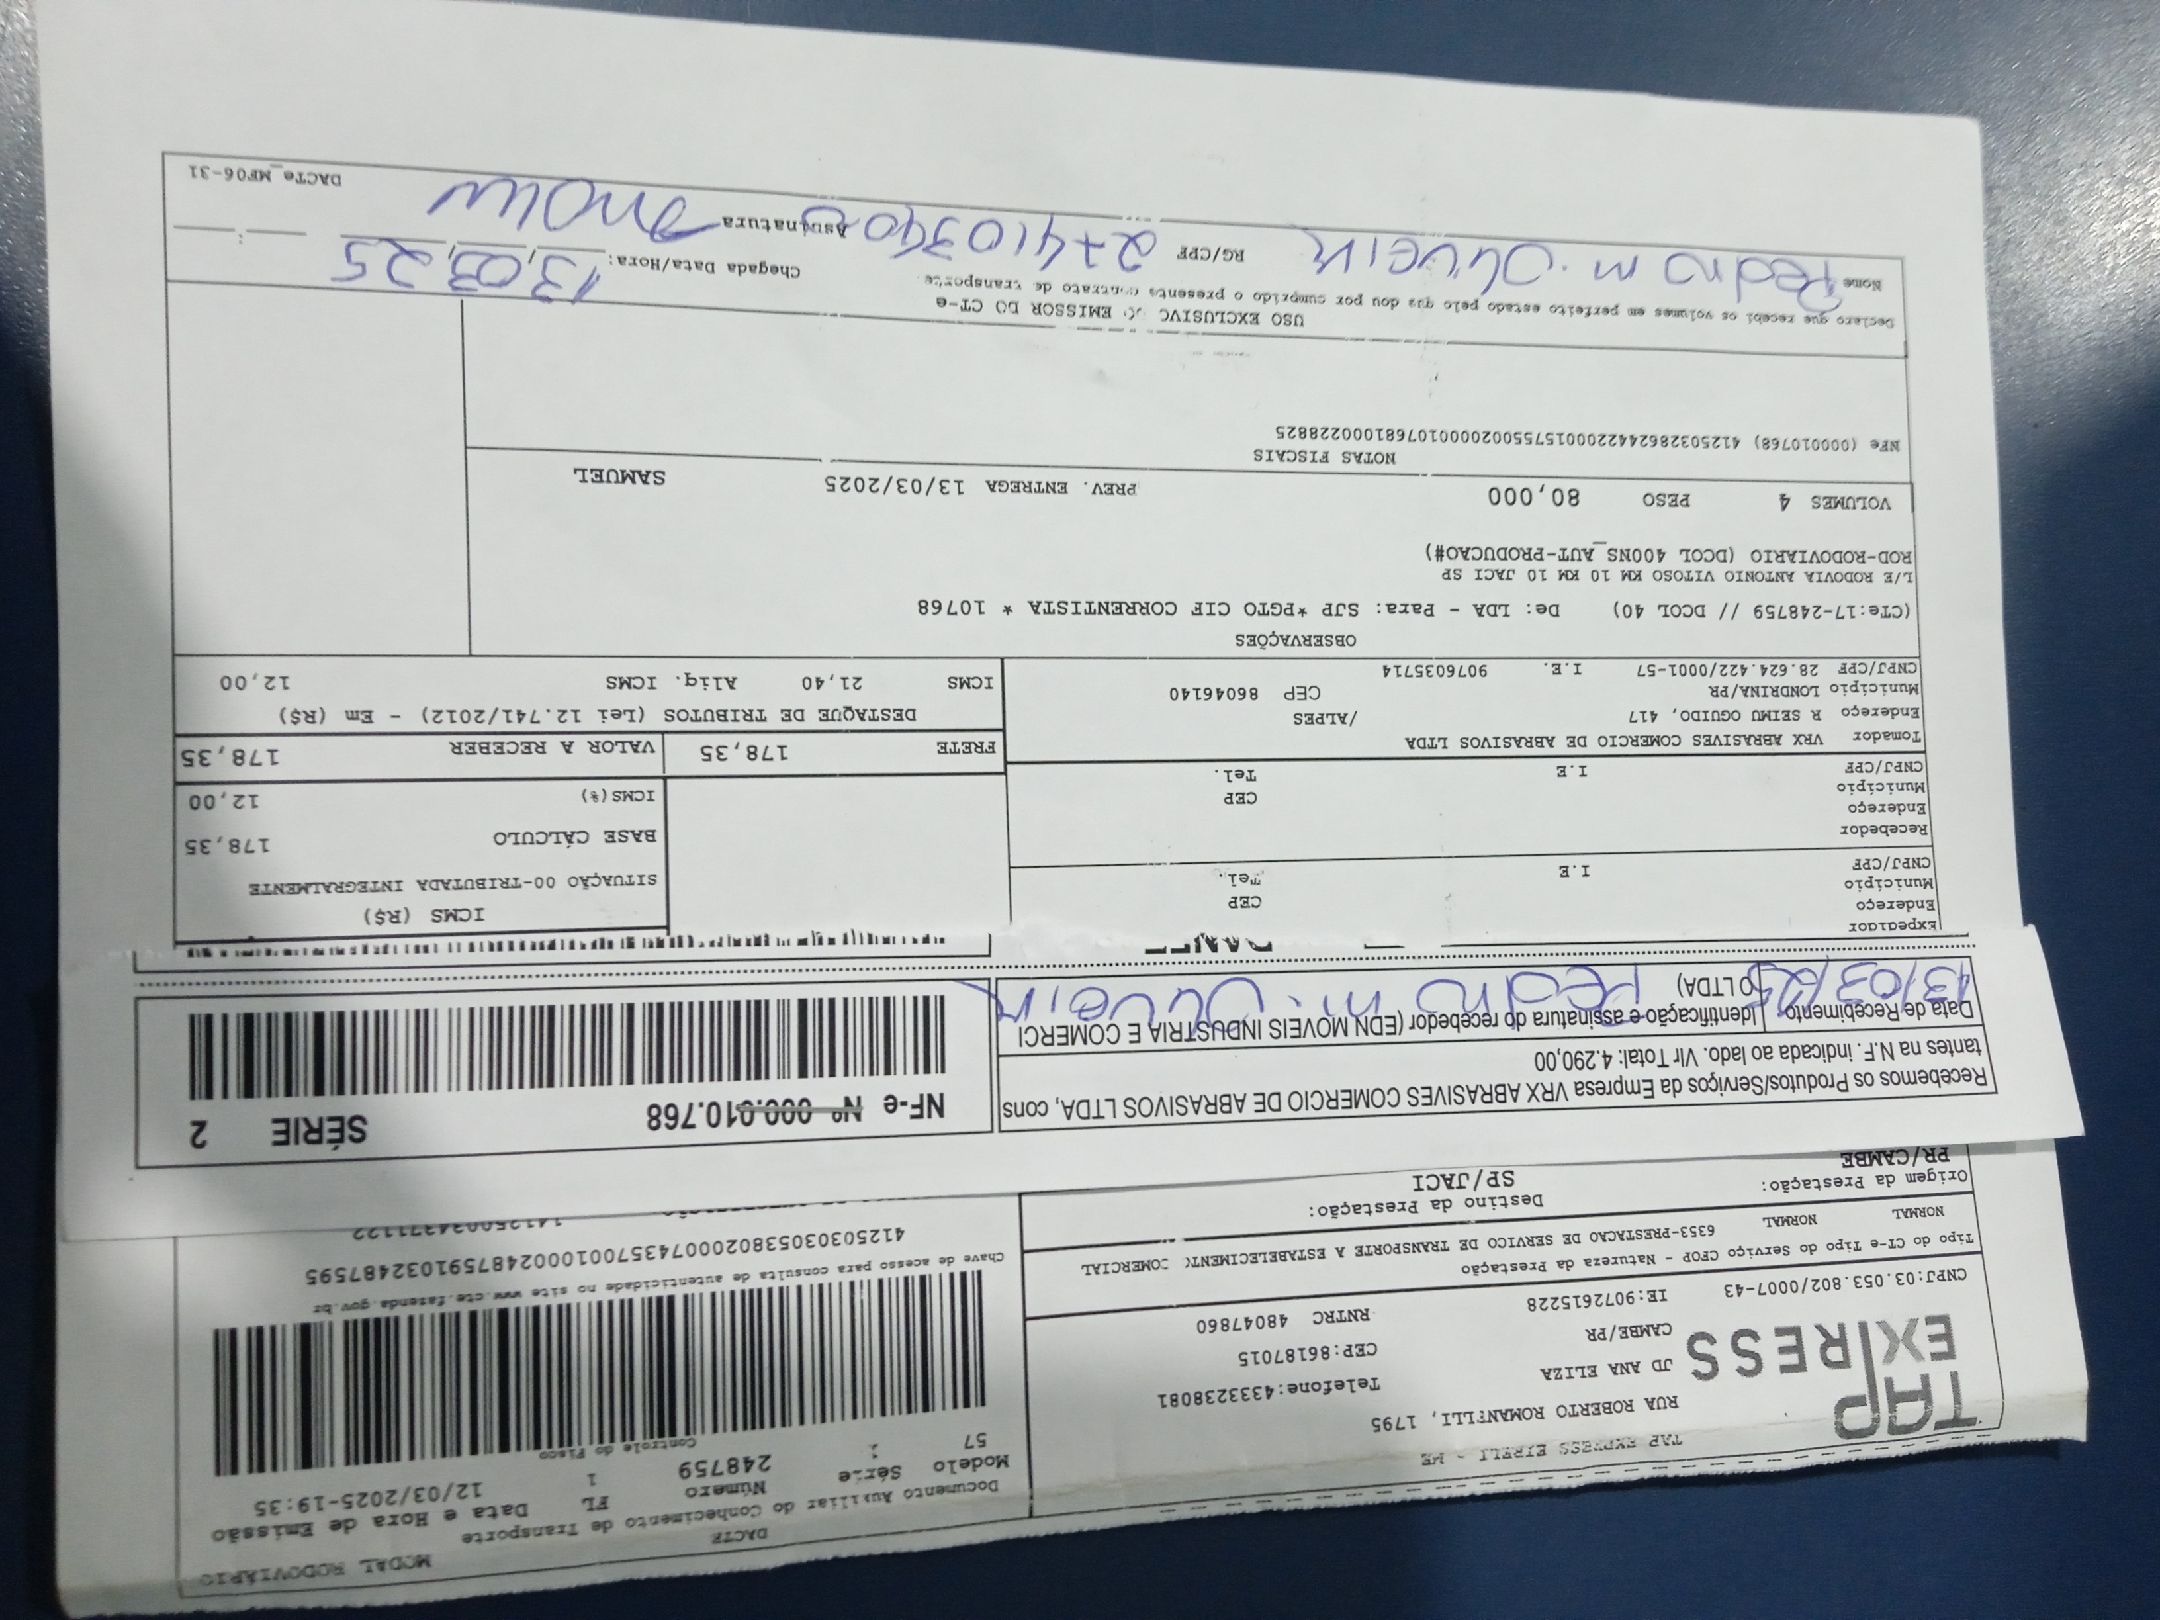 MODAL RODOVIÁRIO
DACTE
Documento Auxiliar do Conhecimento de Transporte
Modelo Série Número FL Data e Hora de Emissão
57 1 248759 1 12/03/2025-19:35
Controle do Fisco
TAP EXPRESS
TAP EXPRESS EIRELI - ME
RUA ROBERTO ROMANELLI, 1795
JD ANA ELIZA Telefone:4333238081
CAMBE/PR CEP:86187015
CNPJ:03.053.802/0007-43 IE:9072615228 RNTRC 48047860
Chave de acesso para consulta de autenticidade no site www.cte.fazenda.gov.br
41250303053802000743570010002487591032487595
Tipo do CT-e Tipo do Serviço CFOP - Natureza da Prestação
NORMAL NORMAL 6353-PRESTACAO DE SERVICO DE TRANSPORTE A ESTABELECIMENTO COMERCIAL
Origem da Prestação: Destino da Prestação:
PR/CAMBE SP/JACI
Recebemos os Produtos/Serviços da Empresa VRX ABRASIVES COMERCIO DE ABRASIVOS LTDA, cons
tantes na N.F. indicada ao lado. Vlr Total: 4.290,00
NF-e Nº 000.010.768 SÉRIE 2
Data de Recebimento Identificação e assinatura do recebedor (EDN MOVEIS INDUSTRIA E COMERCI
O LTDA)
13/03/25 Pedro M. Oliveira
Expedidor
Endereço CEP
Município Tel.
CNPJ/CPF I.E
Recebedor
Endereço
Município CEP
CNPJ/CPF I.E Tel.
ICMS (R$)
SITUAÇÃO 00-TRIBUTADA INTEGRALMENTE
BASE CÁLCULO 178,35
ICMS(%) 12,00
Tomador VRX ABRASIVES COMERCIO DE ABRASIVOS LTDA
Endereço R SEIMU OGUIDO, 417 /ALPES
Município LONDRINA/PR CEP 86046140
CNPJ/CPF 28.624.422/0001-57 I.E. 9076035714
FRETE 178,35 VALOR A RECEBER 178,35
DESTAQUE DE TRIBUTOS (Lei 12.741/2012) - Em (R$)
ICMS 21,40 Aliq. ICMS 12,00
OBSERVAÇÕES
(CTe:17-248759 // DCOL 40) De: LDA - Para: SJP *PGTO CIF CORRENTISTA * 10768
L/E RODOVIA ANTONIO VITOSO KM 10 KM 10 JACI SP
ROD-RODOVIARIO (DCOL 400NS_AUT-PRODUCAO#)
VOLUMES 4 PESO 80,000 PREV. ENTREGA 13/03/2025 SAMUEL
NOTAS FISCAIS
NFe (00010768) 41250328624422000157550020000107681000228825
USO EXCLUSIVO DO EMISSOR DO CT-e
Declaro que recebi os volumes em perfeito estado pelo que dou por cumprido o presente contrato de transporte.
Chegada Data/Hora: 13,03,25 :
Nome Pedro M. Oliveira RG/CPF 274103940 Assinatura
DACTe_MF06-31